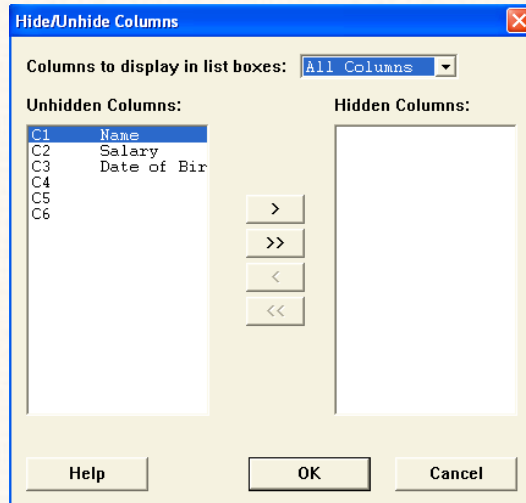 Hide/Unhide Columns
Columns to display in list boxes: All Columns
Unhidden Columns:
Hidden Columns:
C1 Name
C2 Salary
C3 Date of Bir
C4
C5
C6
>
>>
<
<<
Help
OK
Cancel